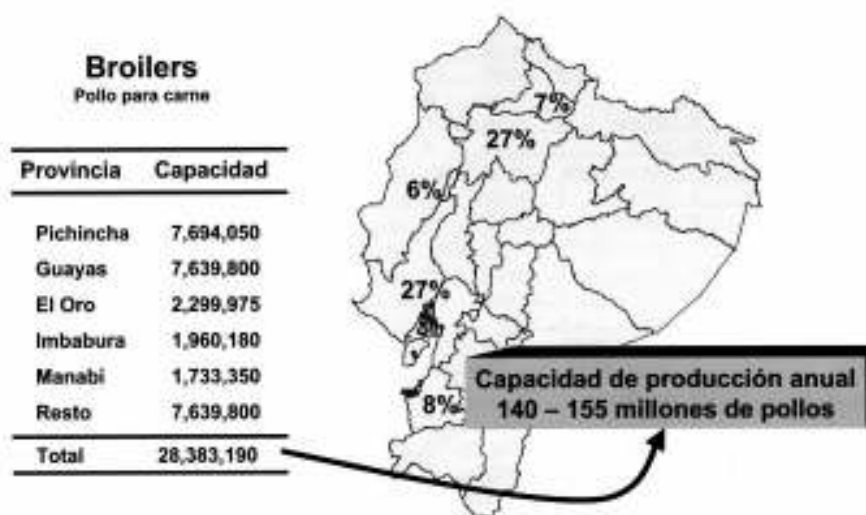 Broilers
Pollo para carne
Provincia Capacidad
Pichincha 7,694,050
Guayas 7,639,800
El Oro 2,299,975
Imbabura 1,960,180
Manabi 1,733,350
Resto 7,639,800
Total 28,383,190
7%
27%
6%
27%
8%
Capacidad de producción anual
140 – 155 millones de pollos